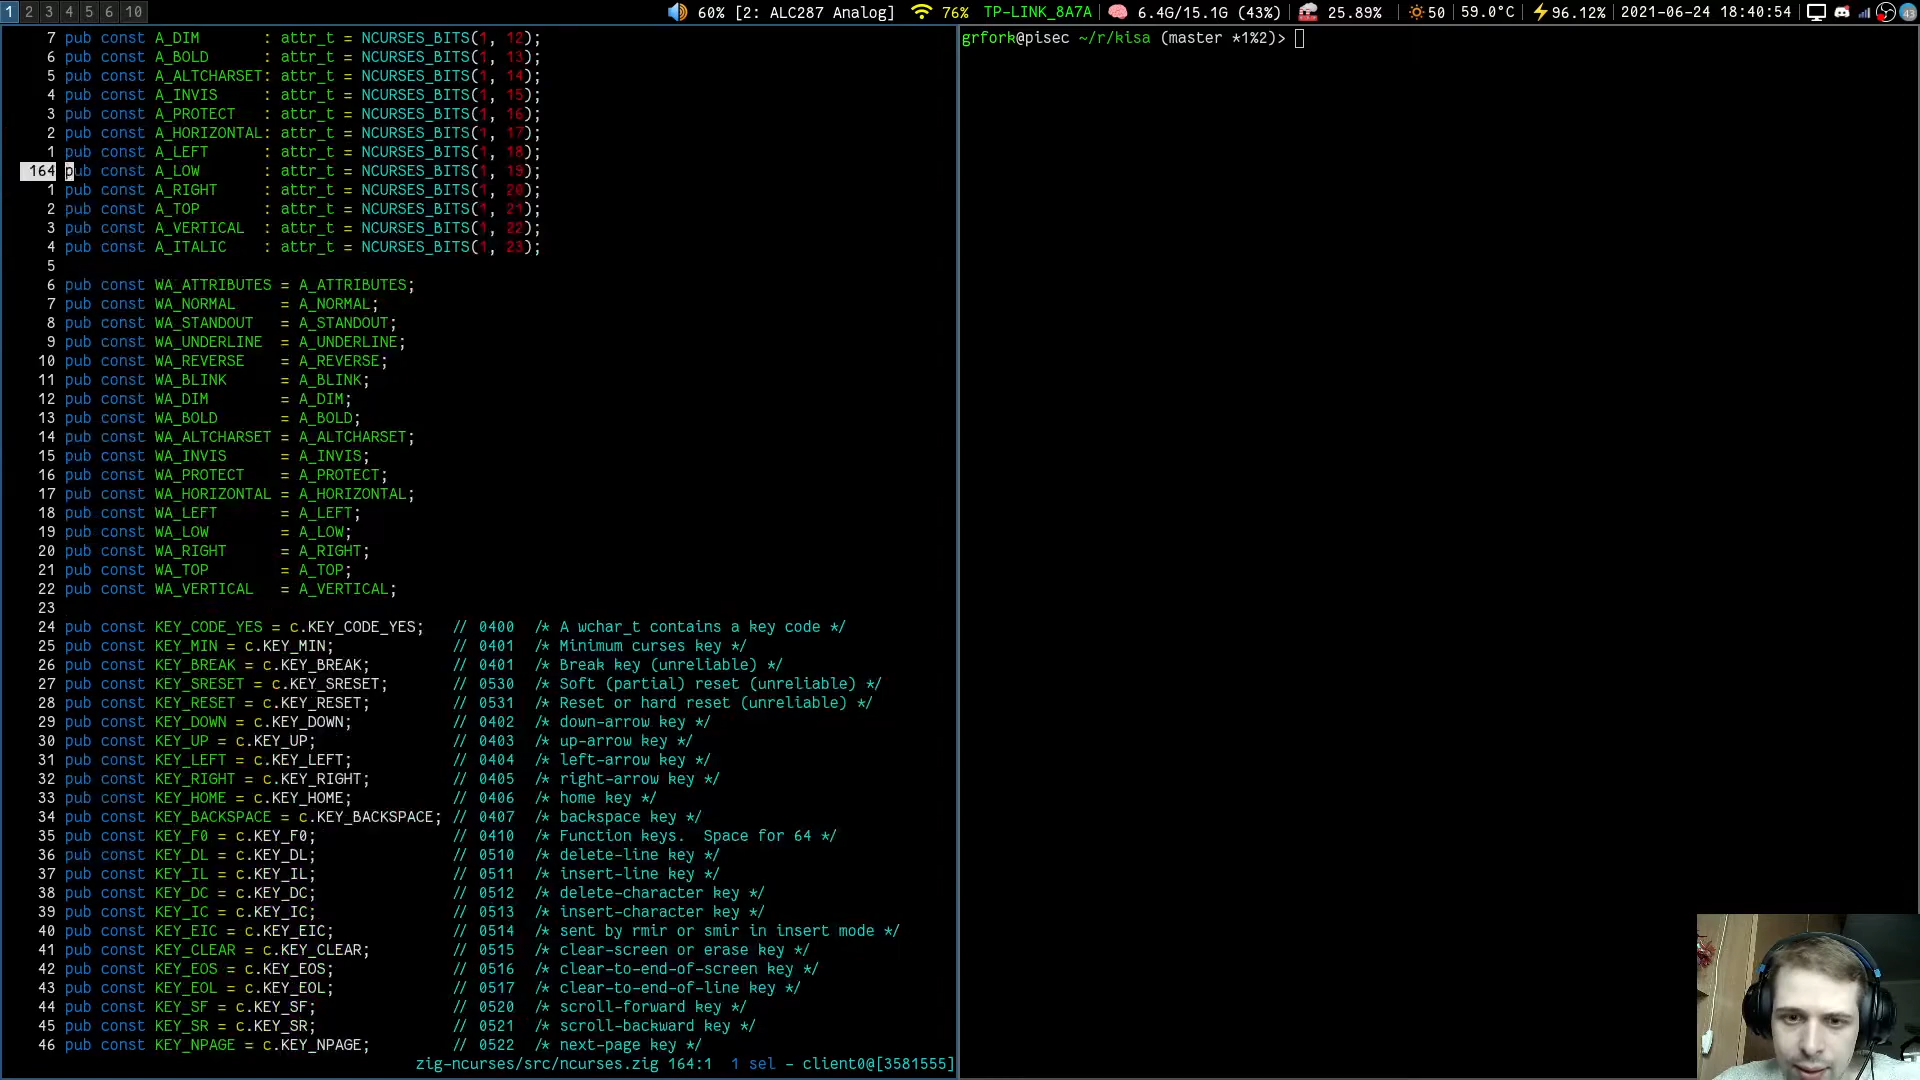 1 2 3 4 5 6 10
60% [2: ALC287 Analog] 76% TP-LINK_8A7A 6.4G/15.1G (43%) 25.89% 50 59.0°C 96.12% 2021-06-24 18:40:54 43
7 pub const A_DIM       : attr_t = NCURSES_BITS(1, 12);
6 pub const A_BOLD      : attr_t = NCURSES_BITS(1, 13);
5 pub const A_ALTCHARSET: attr_t = NCURSES_BITS(1, 14);
4 pub const A_INVIS     : attr_t = NCURSES_BITS(1, 15);
3 pub const A_PROTECT   : attr_t = NCURSES_BITS(1, 16);
2 pub const A_HORIZONTAL: attr_t = NCURSES_BITS(1, 17);
1 pub const A_LEFT      : attr_t = NCURSES_BITS(1, 18);
164 pub const A_LOW       : attr_t = NCURSES_BITS(1, 19);
1 pub const A_RIGHT     : attr_t = NCURSES_BITS(1, 20);
2 pub const A_TOP       : attr_t = NCURSES_BITS(1, 21);
3 pub const A_VERTICAL  : attr_t = NCURSES_BITS(1, 22);
4 pub const A_ITALIC    : attr_t = NCURSES_BITS(1, 23);
5
6 pub const WA_ATTRIBUTES = A_ATTRIBUTES;
7 pub const WA_NORMAL     = A_NORMAL;
8 pub const WA_STANDOUT   = A_STANDOUT;
9 pub const WA_UNDERLINE  = A_UNDERLINE;
10 pub const WA_REVERSE    = A_REVERSE;
11 pub const WA_BLINK      = A_BLINK;
12 pub const WA_DIM        = A_DIM;
13 pub const WA_BOLD       = A_BOLD;
14 pub const WA_ALTCHARSET = A_ALTCHARSET;
15 pub const WA_INVIS      = A_INVIS;
16 pub const WA_PROTECT    = A_PROTECT;
17 pub const WA_HORIZONTAL = A_HORIZONTAL;
18 pub const WA_LEFT       = A_LEFT;
19 pub const WA_LOW        = A_LOW;
20 pub const WA_RIGHT      = A_RIGHT;
21 pub const WA_TOP        = A_TOP;
22 pub const WA_VERTICAL   = A_VERTICAL;
23
24 pub const KEY_CODE_YES = c.KEY_CODE_YES;   // 0400  /* A wchar_t contains a key code */
25 pub const KEY_MIN = c.KEY_MIN;             // 0401  /* Minimum curses key */
26 pub const KEY_BREAK = c.KEY_BREAK;         // 0401  /* Break key (unreliable) */
27 pub const KEY_SRESET = c.KEY_SRESET;       // 0530  /* Soft (partial) reset (unreliable) */
28 pub const KEY_RESET = c.KEY_RESET;         // 0531  /* Reset or hard reset (unreliable) */
29 pub const KEY_DOWN = c.KEY_DOWN;           // 0402  /* down-arrow key */
30 pub const KEY_UP = c.KEY_UP;               // 0403  /* up-arrow key */
31 pub const KEY_LEFT = c.KEY_LEFT;           // 0404  /* left-arrow key */
32 pub const KEY_RIGHT = c.KEY_RIGHT;         // 0405  /* right-arrow key */
33 pub const KEY_HOME = c.KEY_HOME;           // 0406  /* home key */
34 pub const KEY_BACKSPACE = c.KEY_BACKSPACE; // 0407  /* backspace key */
35 pub const KEY_F0 = c.KEY_F0;               // 0410  /* Function keys.  Space for 64 */
36 pub const KEY_DL = c.KEY_DL;               // 0510  /* delete-line key */
37 pub const KEY_IL = c.KEY_IL;               // 0511  /* insert-line key */
38 pub const KEY_DC = c.KEY_DC;               // 0512  /* delete-character key */
39 pub const KEY_IC = c.KEY_IC;               // 0513  /* insert-character key */
40 pub const KEY_EIC = c.KEY_EIC;             // 0514  /* sent by rmir or smir in insert mode */
41 pub const KEY_CLEAR = c.KEY_CLEAR;         // 0515  /* clear-screen or erase key */
42 pub const KEY_EOS = c.KEY_EOS;             // 0516  /* clear-to-end-of-screen key */
43 pub const KEY_EOL = c.KEY_EOL;             // 0517  /* clear-to-end-of-line key */
44 pub const KEY_SF = c.KEY_SF;               // 0520  /* scroll-forward key */
45 pub const KEY_SR = c.KEY_SR;               // 0521  /* scroll-backward key */
46 pub const KEY_NPAGE = c.KEY_NPAGE;         // 0522  /* next-page key */
zig-ncurses/src/ncurses.zig 164:1  1 sel - client0@[3581555]
grfork@pisec ~/r/kisa (master *1%2)>